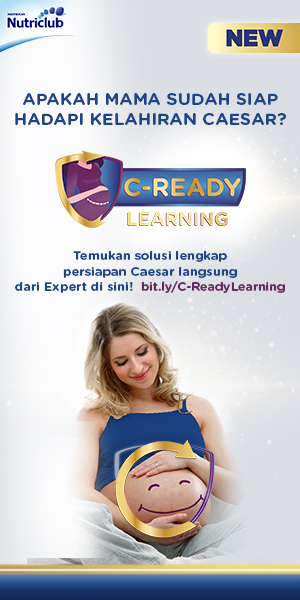 NUTRICIA
Nutriclub
NEW
APAKAH MAMA SUDAH SIAP
HADAPI KELAHIRAN CAESAR?
C-READY
LEARNING
Temukan solusi lengkap
persiapan Caesar langsung
dari Expert di sini! bit.ly/C-ReadyLearning